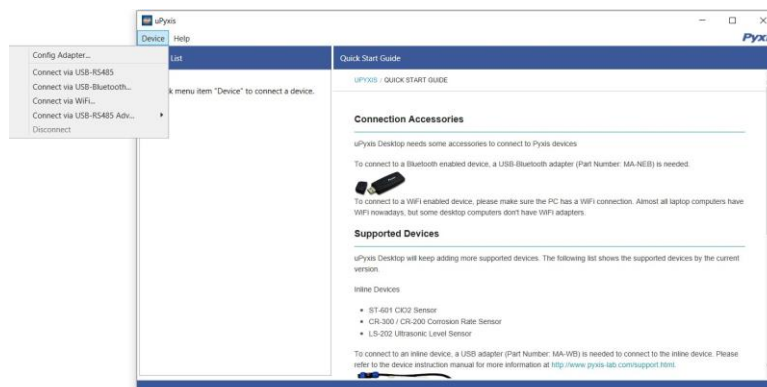 uPyxis
Device Help
Pyxi
Config Adapter...
Connect via USB-RS485
Connect via USB-Bluetooth...
Connect via WiFi...
Connect via USB-RS485 Adv...
Disconnect
List
k menu item "Device" to connect a device.
Quick Start Guide
UPYXIS / QUICK START GUIDE
Connection Accessories
uPyxis Desktop needs some accessories to connect to Pyxis devices
To connect to a Bluetooth enabled device, a USB-Bluetooth adapter (Part Number: MA-NEB) is needed.
To connect to a WiFi enabled device, please make sure the PC has a WiFi connection. Almost all laptop computers have
WiFi nowadays, but some desktop computers don't have WiFi adapters.
Supported Devices
uPyxis Desktop will keep adding more supported devices. The following list shows the supported devices by the current
version.
Inline Devices
ST-601 ClO2 Sensor
CR-300 / CR-200 Corrosion Rate Sensor
LS-202 Ultrasonic Level Sensor
To connect to an inline device, a USB adapter (Part Number: MA-WB) is needed to connect to the inline device. Please
refer to the device instruction manual for more information at http://www.pyxis-lab.com/support.html.